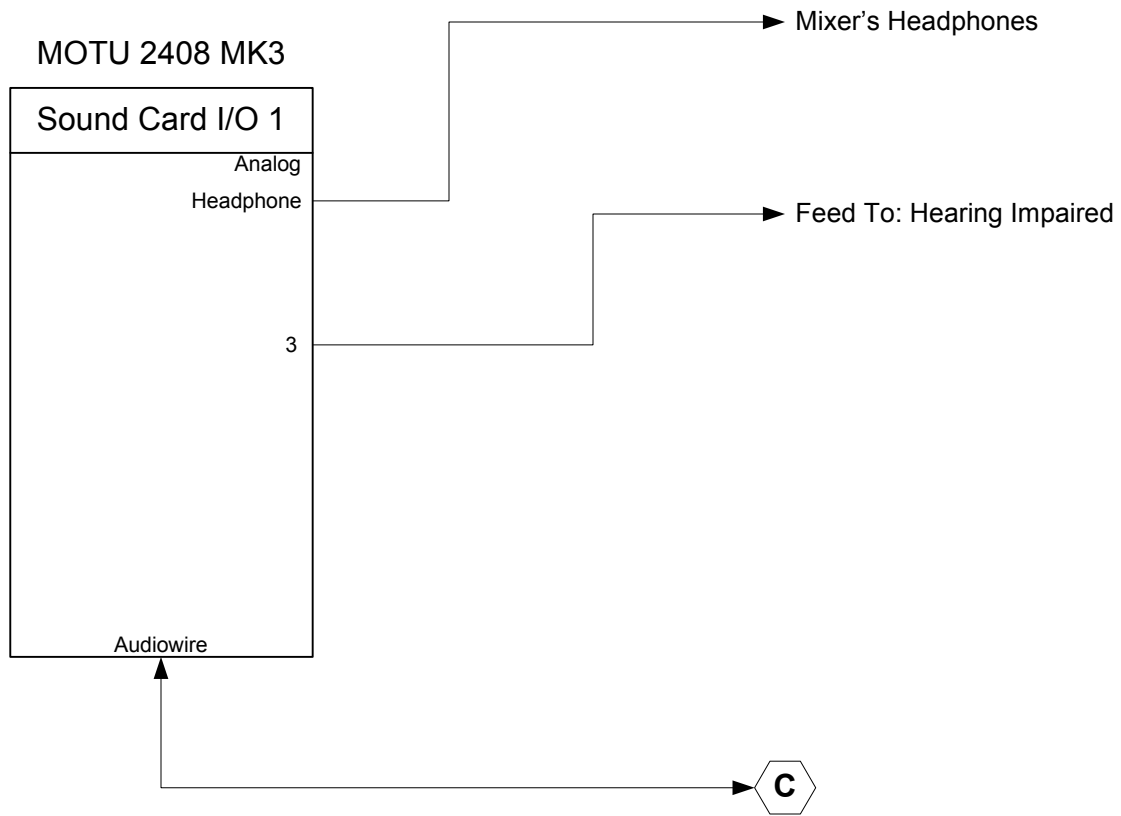 Mixer's Headphones
MOTU 2408 MK3
Sound Card I/O 1
Analog
Headphone
Feed To: Hearing Impaired
3
Audiowire
C